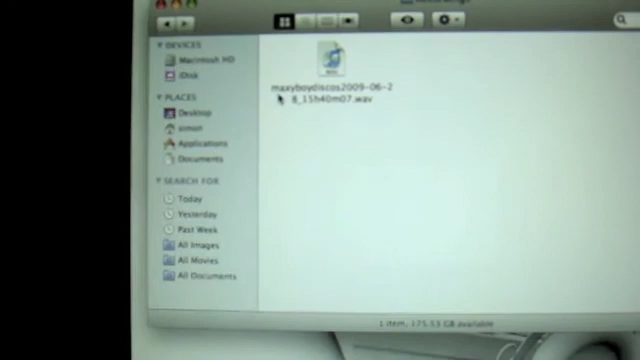 DEVICES
Macintosh HD
iDisk
PLACES
Desktop
simon
Applications
Documents
SEARCH FOR
Today
Yesterday
Past Week
All Images
All Movies
All Documents
maxyboydiscos2009-06-2
8_15h40m07.wav
1 item, 175.53 GB available